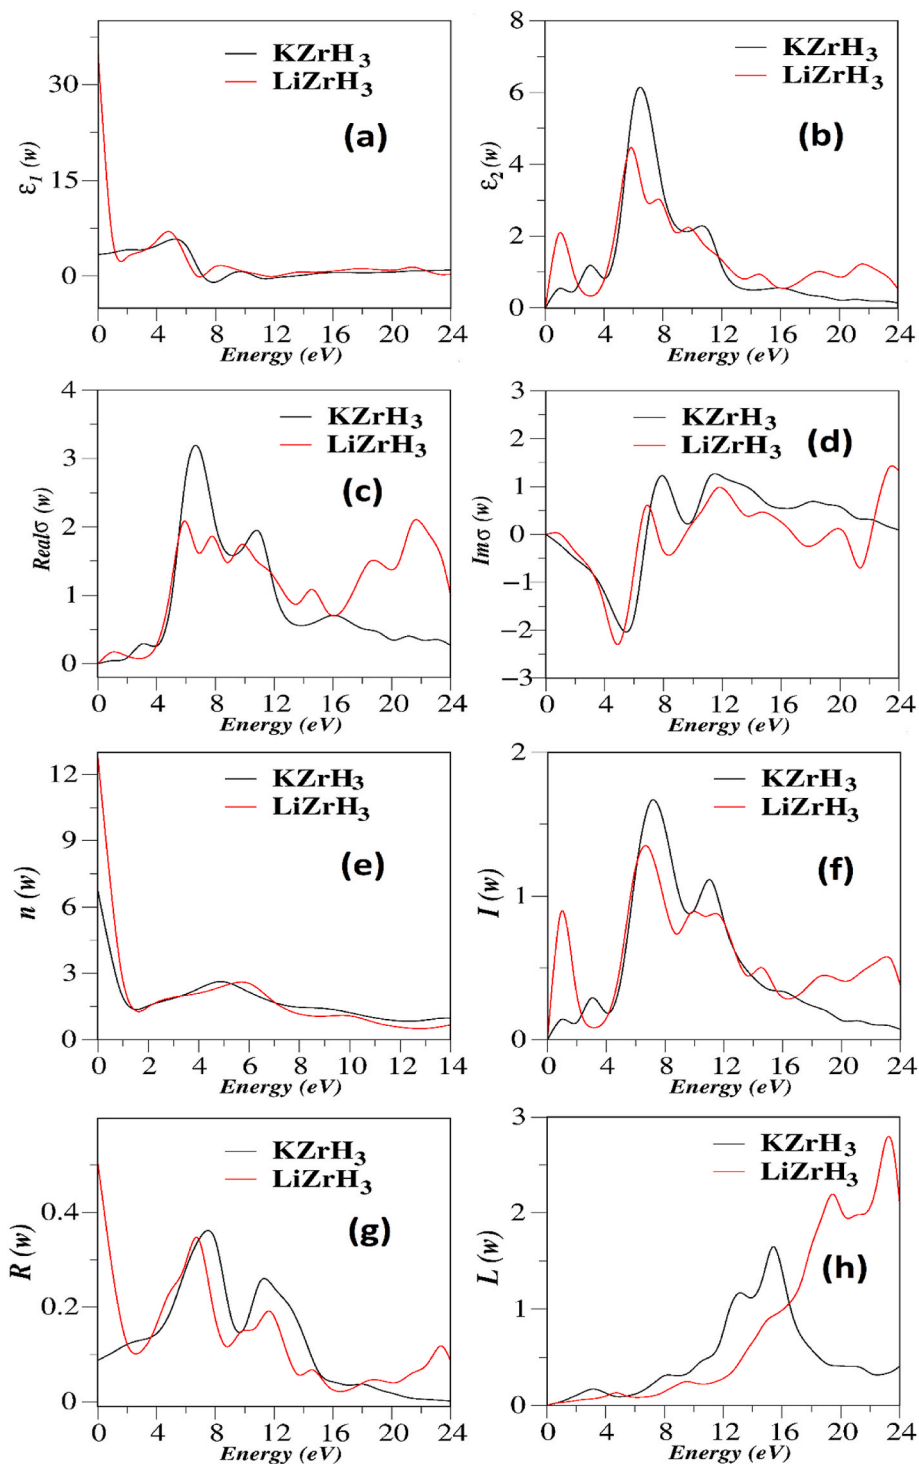 KZrH3
LiZrH3
(a)
ε1 (w)
30
15
0
0 4 8 12 16 20 24
Energy (eV)
KZrH3
LiZrH3
(b)
ε2 (w)
8
6
4
2
0
0 4 8 12 16 20 24
Energy (eV)
KZrH3
LiZrH3
(c)
Realσ (w)
4
3
2
1
0
0 4 8 12 16 20 24
Energy (eV)
KZrH3
LiZrH3
(d)
Imσ (w)
3
2
1
0
−1
−2
−3
0 4 8 12 16 20 24
Energy (eV)
KZrH3
LiZrH3
(e)
n (w)
12
9
6
3
0
0 2 4 6 8 10 12 14
Energy (eV)
KZrH3
LiZrH3
(f)
I (w)
2
1
0
0 4 8 12 16 20 24
Energy (eV)
KZrH3
LiZrH3
(g)
R (w)
0.4
0.2
0
0 4 8 12 16 20 24
Energy (eV)
KZrH3
LiZrH3
(h)
L (w)
3
2
1
0
0 4 8 12 16 20 24
Energy (eV)